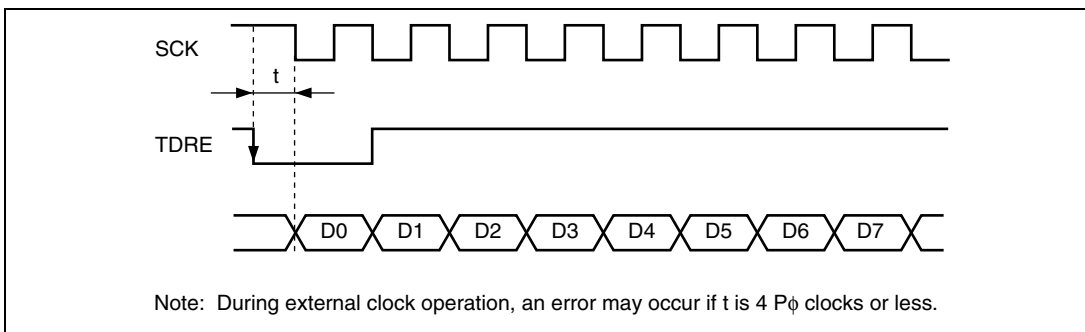 SCK
t
TDRE
D0 D1 D2 D3 D4 D5 D6 D7
Note: During external clock operation, an error may occur if t is 4 Pϕ clocks or less.